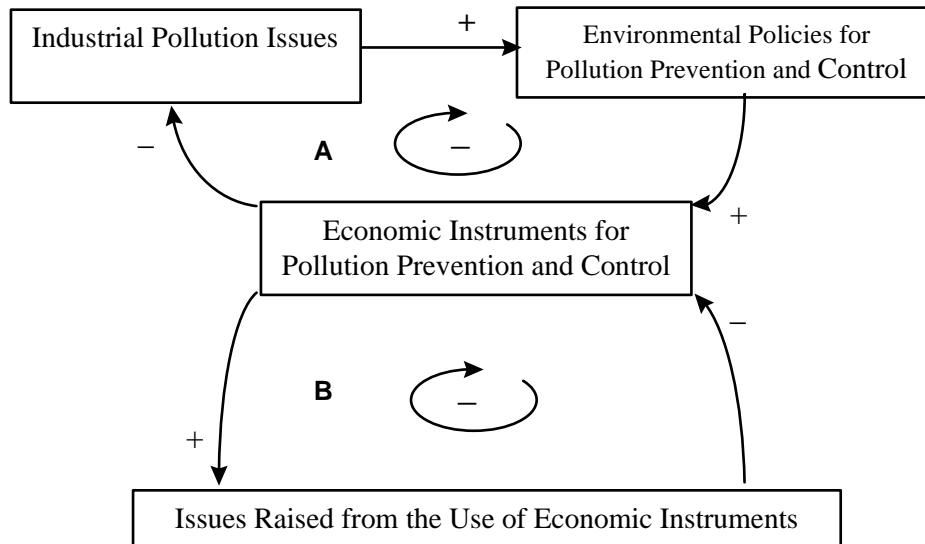 Industrial Pollution Issues
+
Environmental Policies for
Pollution Prevention and Control
−
A
−
+
Economic Instruments for
Pollution Prevention and Control
−
B
−
+
Issues Raised from the Use of Economic Instruments